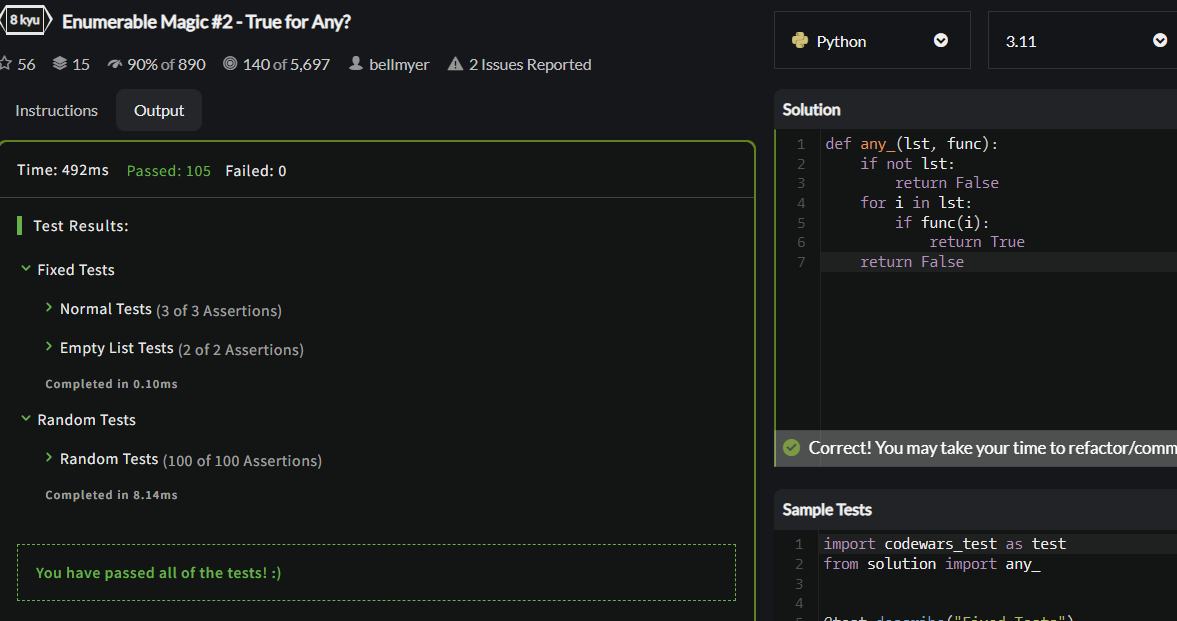 8 kyu Enumerable Magic #2 - True for Any?
56 15 90% of 890 140 of 5,697 bellmyer 2 Issues Reported
Instructions Output
Time: 492ms Passed: 105 Failed: 0
Test Results:
Fixed Tests
Normal Tests (3 of 3 Assertions)
Empty List Tests (2 of 2 Assertions)
Completed in 0.10ms
Random Tests
Random Tests (100 of 100 Assertions)
Completed in 8.14ms
You have passed all of the tests! :)
Python 3.11
Solution
1 def any_(lst, func):
2 if not lst:
3 return False
4 for i in lst:
5 if func(i):
6 return True
7 return False
Correct! You may take your time to refactor/comm
Sample Tests
1 import codewars_test as test
2 from solution import any_
3
4
5 @test.describe("Fixed Tests")